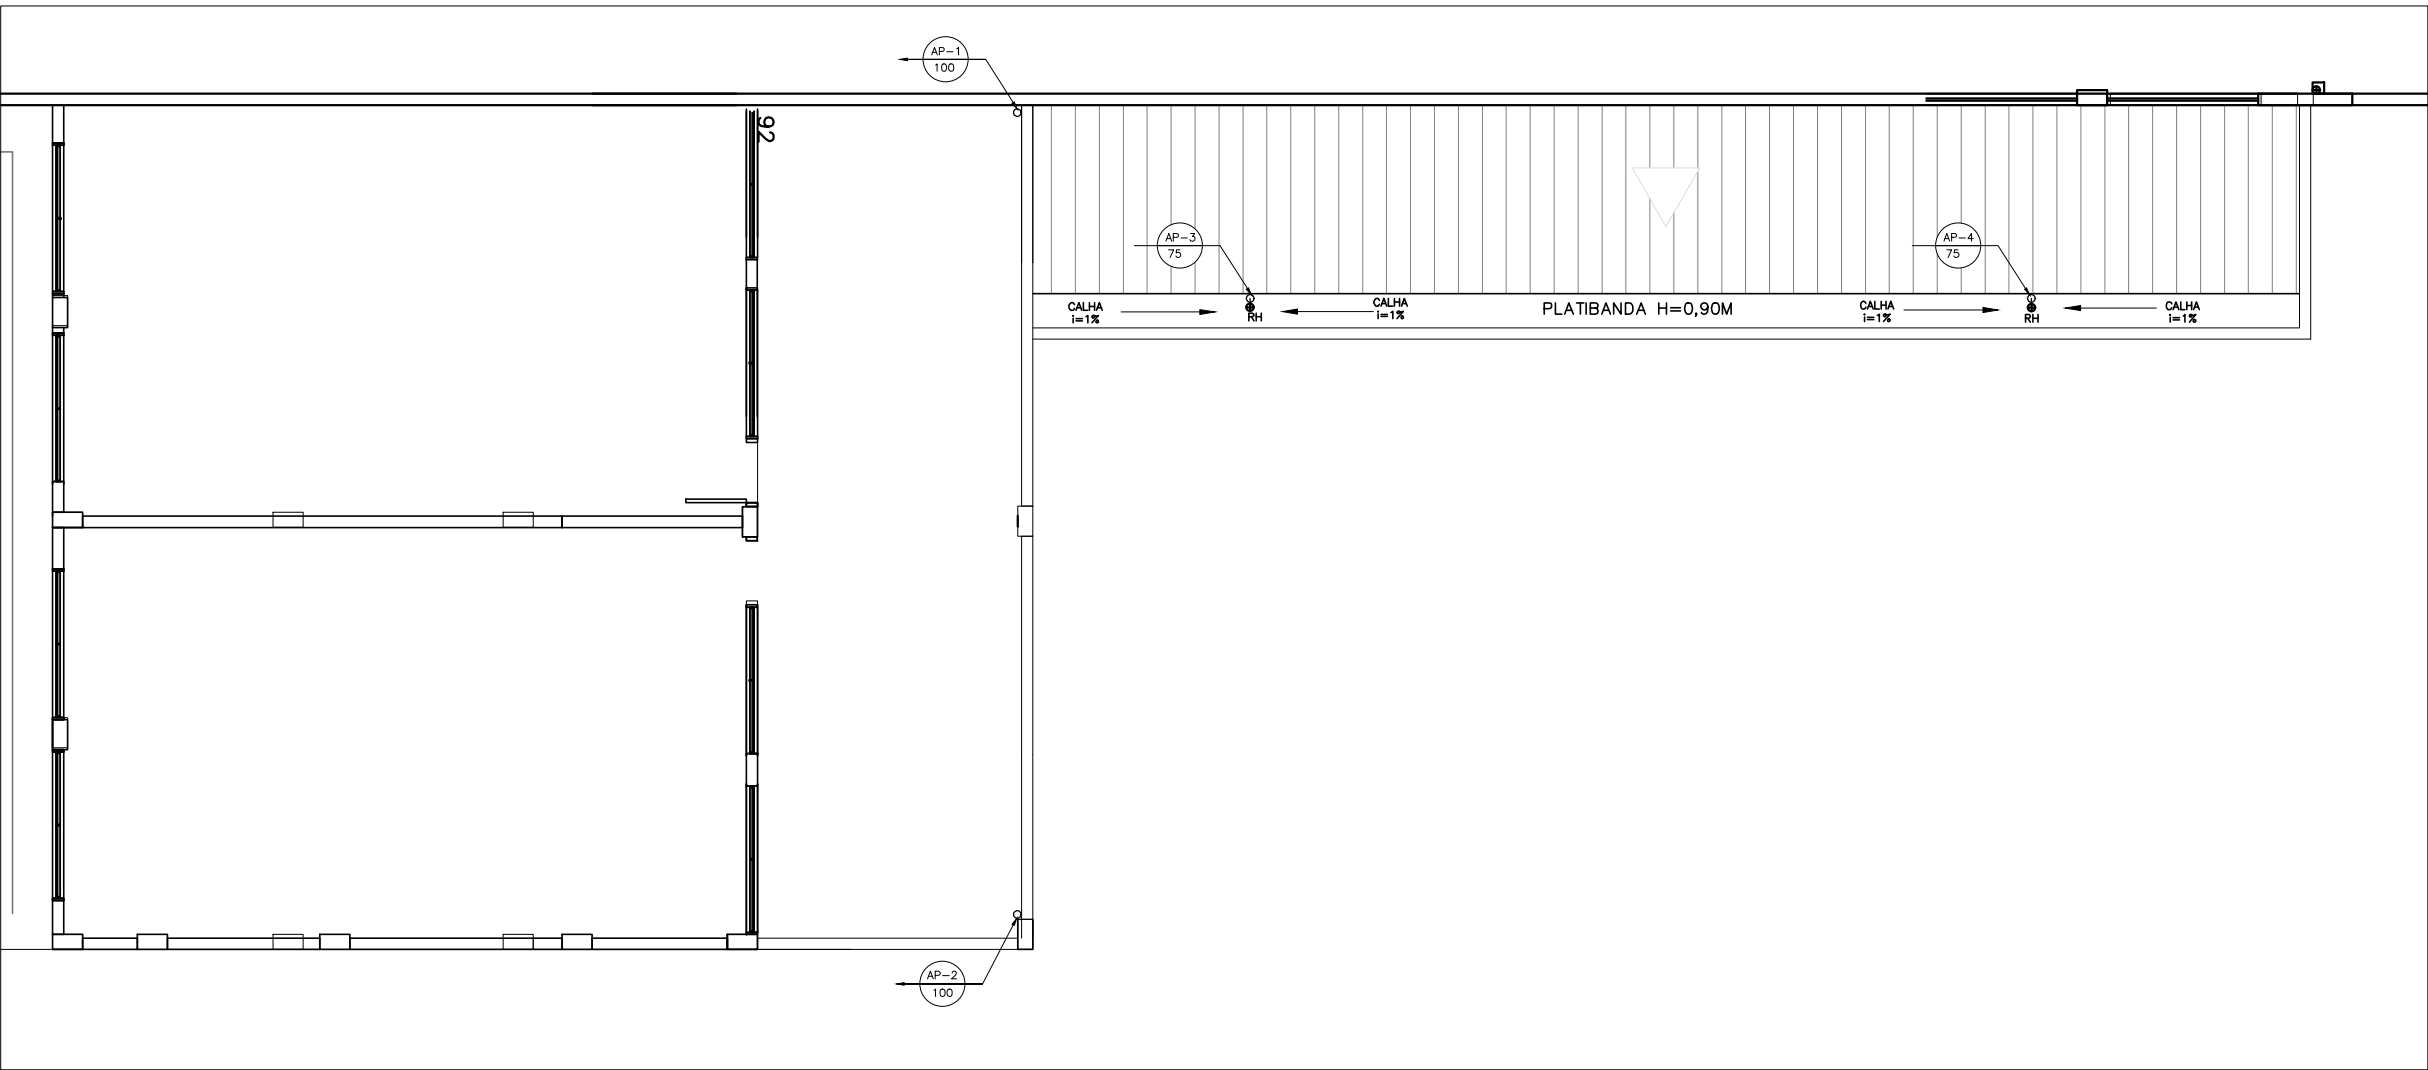 AP-1
100
92
AP-3
75
AP-4
75
CALHA
i=1%
RH
CALHA
i=1%
PLATIBANDA H=0,90M
CALHA
i=1%
RH
CALHA
i=1%
AP-2
100